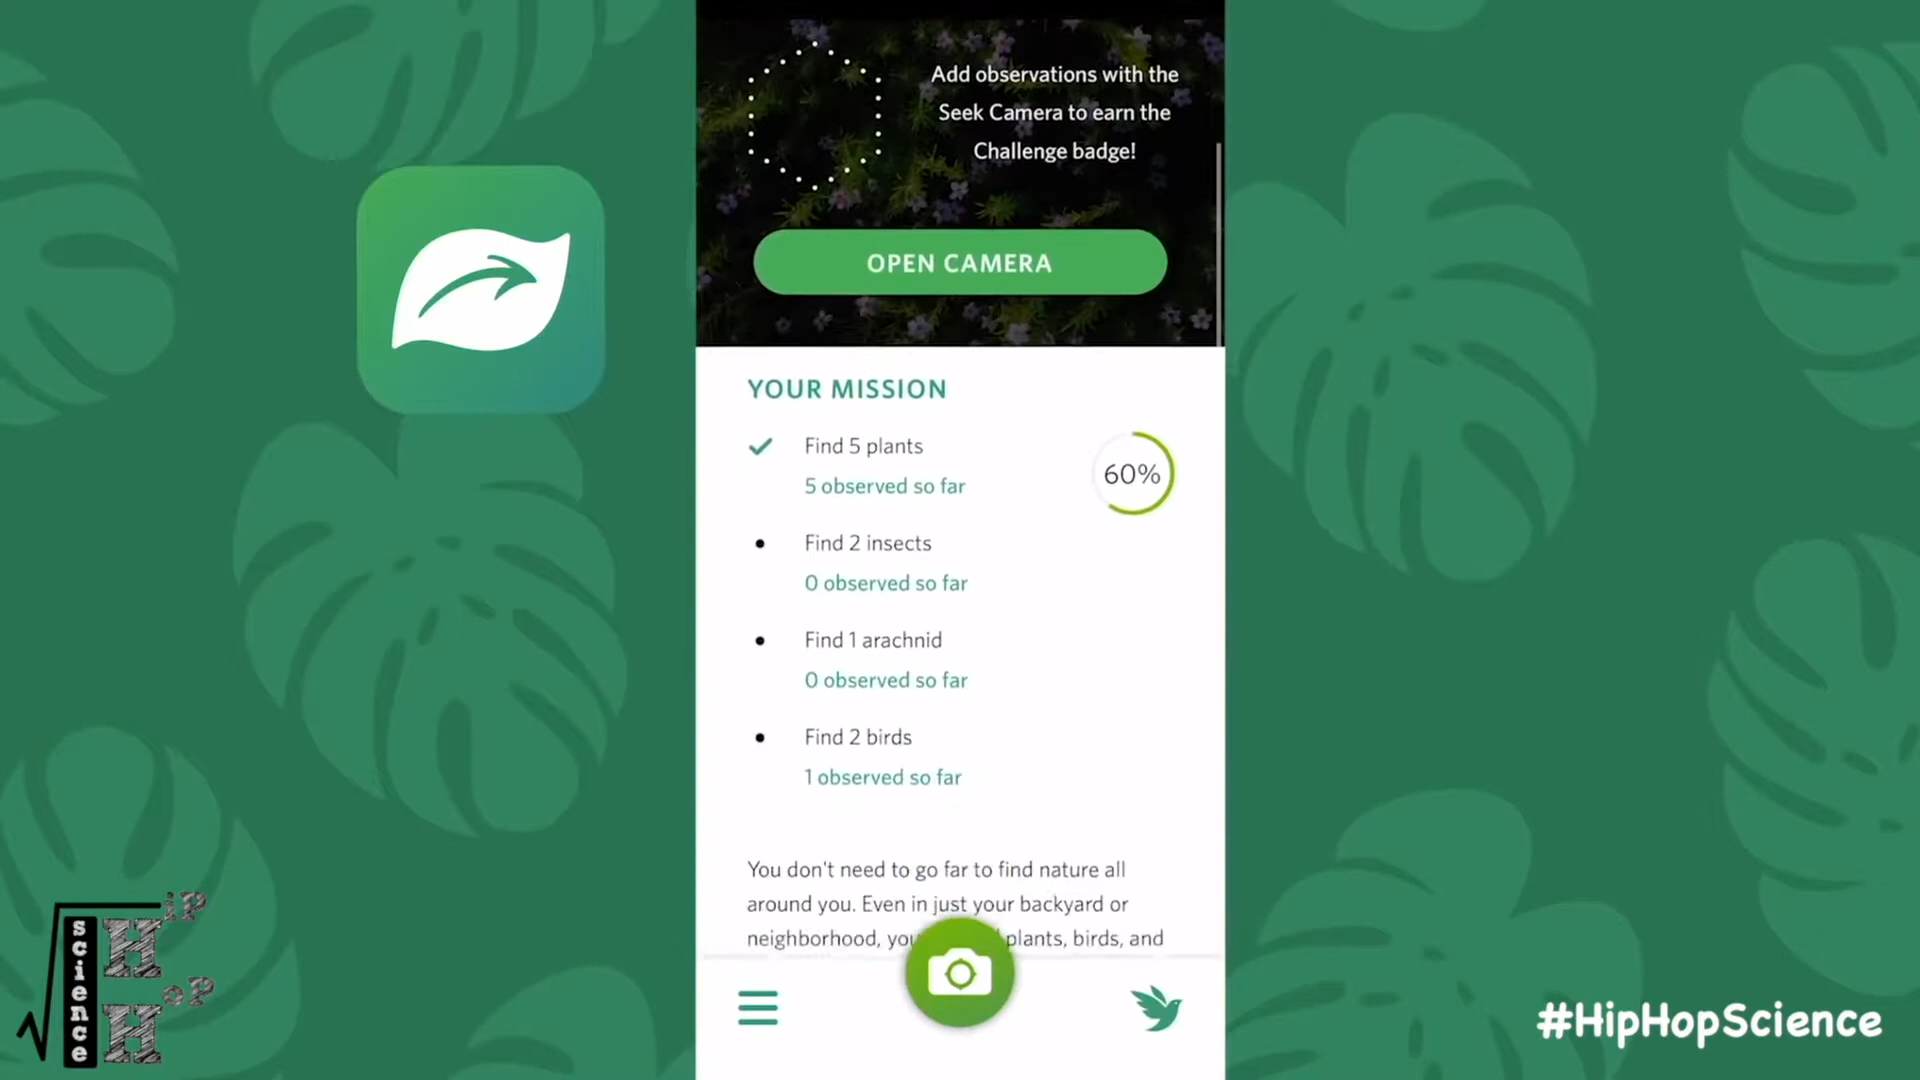 Add observations with the
Seek Camera to earn the
Challenge badge!
OPEN CAMERA
YOUR MISSION
Find 5 plants
5 observed so far
60%
Find 2 insects
0 observed so far
Find 1 arachnid
0 observed so far
Find 2 birds
1 observed so far
You don't need to go far to find nature all
around you. Even in just your backyard or
neighborhood, plants, birds, and
science
HiP
HoP
#HipHopScience